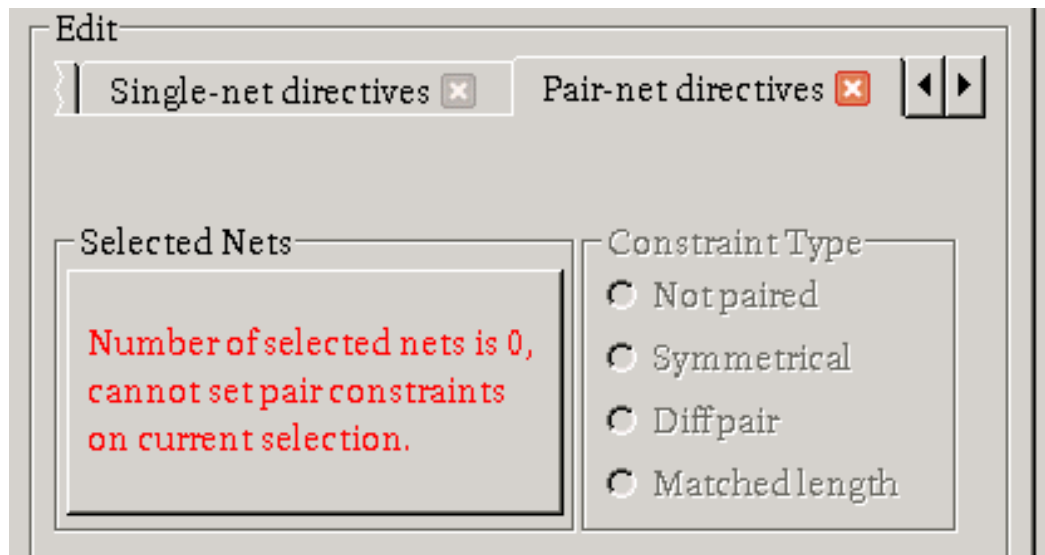 Edit
Single-net directives
Pair-net directives
Selected Nets
Number of selected nets is 0,
cannot set pair constraints
on current selection.
Constraint Type
Not paired
Symmetrical
Diffpair
Matched length